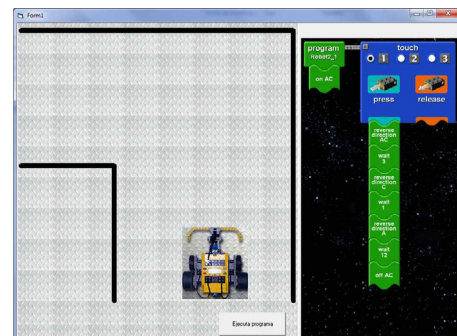 Form1
program
Robot2_1
on AC
touch
1 2 3
press release
reverse
direction
AC
wait
3
reverse
direction
C
wait
1
reverse
direction
A
wait
12
off AC
Ejecuta programa